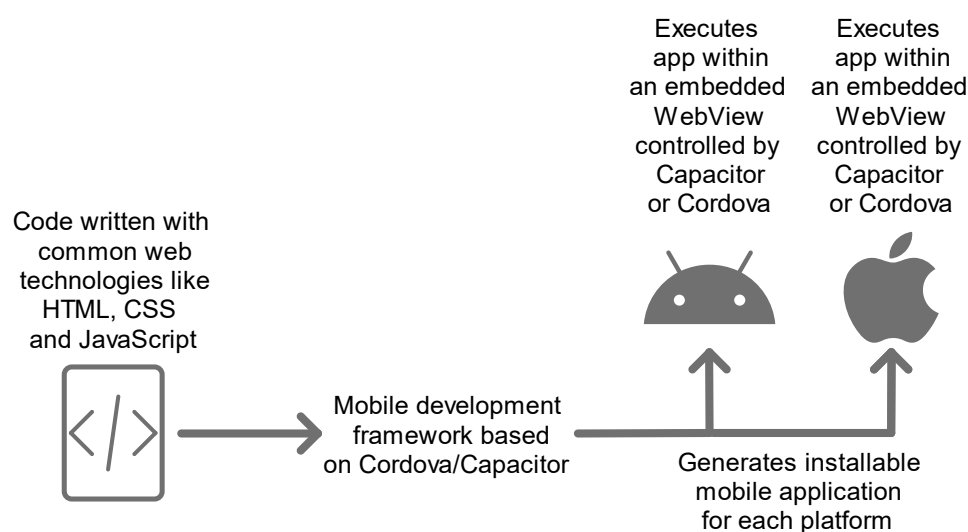 Executes
app within
an embedded
WebView
controlled by
Capacitor
or Cordova
Executes
app within
an embedded
WebView
controlled by
Capacitor
or Cordova
Code written with
common web
technologies like
HTML, CSS
and JavaScript
</>
Mobile development
framework based
on Cordova/Capacitor
Generates installable
mobile application
for each platform